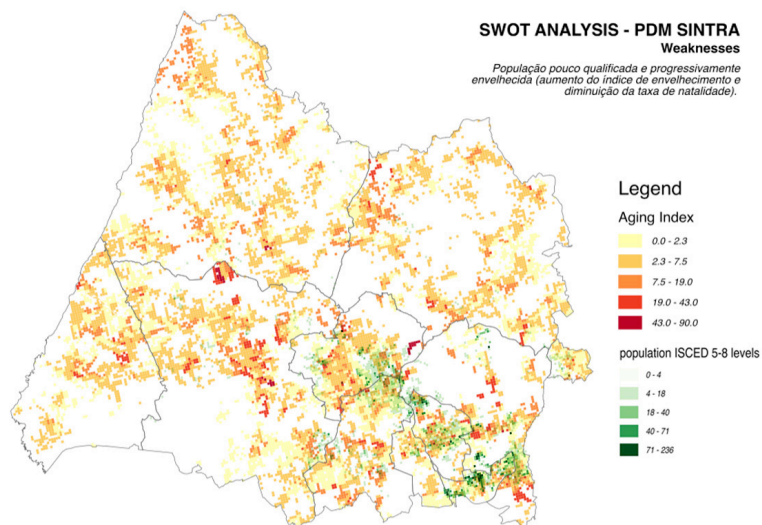 SWOT ANALYSIS - PDM SINTRA
Weaknesses
População pouco qualificada e progressivamente
envelhecida (aumento do índice de envelhecimento e
diminuição da taxa de natalidade).
Legend
Aging Index
0.0 - 2.3
2.3 - 7.5
7.5 - 19.0
19.0 - 43.0
43.0 - 90.0
population ISCED 5-8 levels
0 - 4
4 - 18
18 - 40
40 - 71
71 - 236